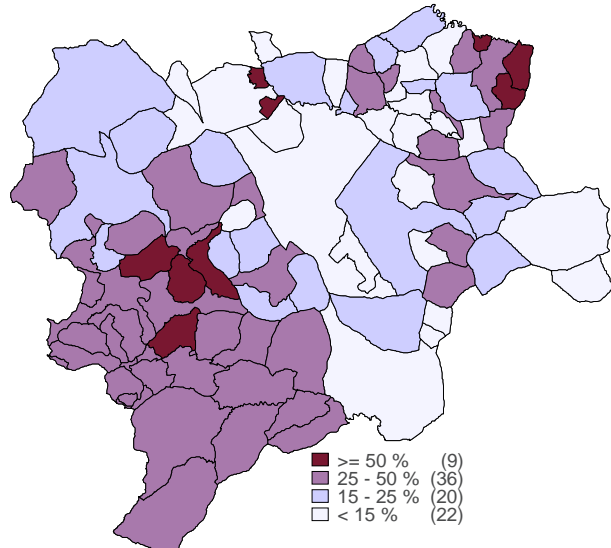 >= 50 % (9)
25 - 50 % (36)
15 - 25 % (20)
< 15 % (22)